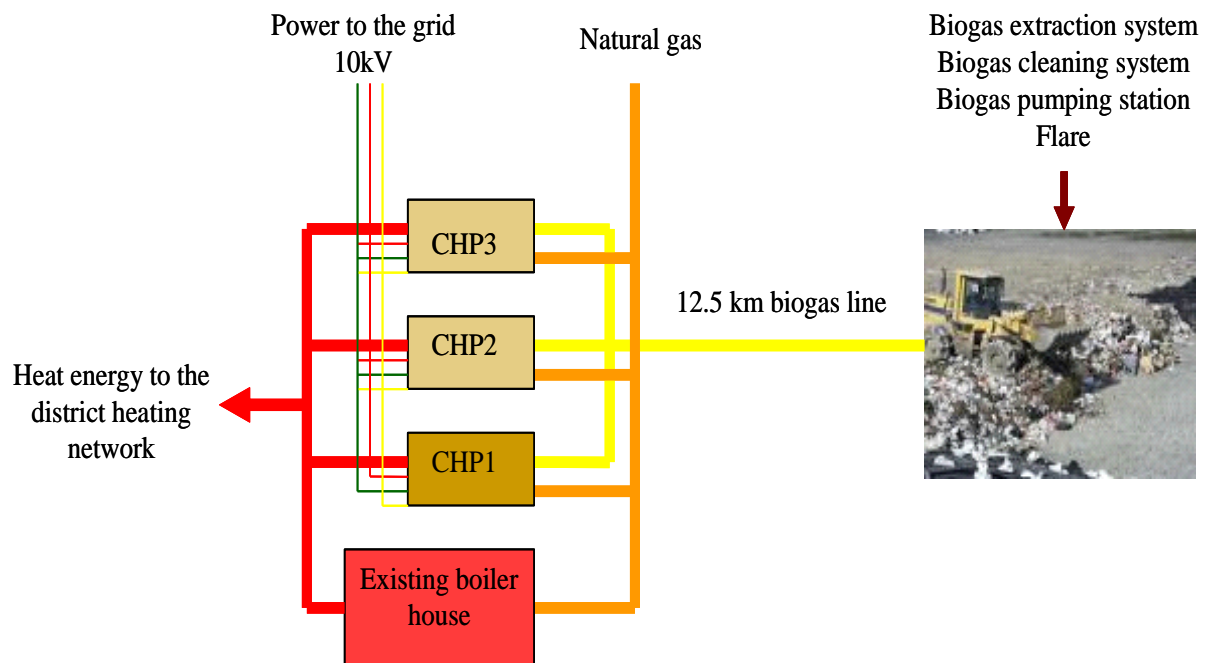 Power to the grid
10kV
Natural gas
Biogas extraction system
Biogas cleaning system
Biogas pumping station
Flare
CHP3
12.5 km biogas line
CHP2
Heat energy to the
district heating
network
CHP1
Existing boiler
house